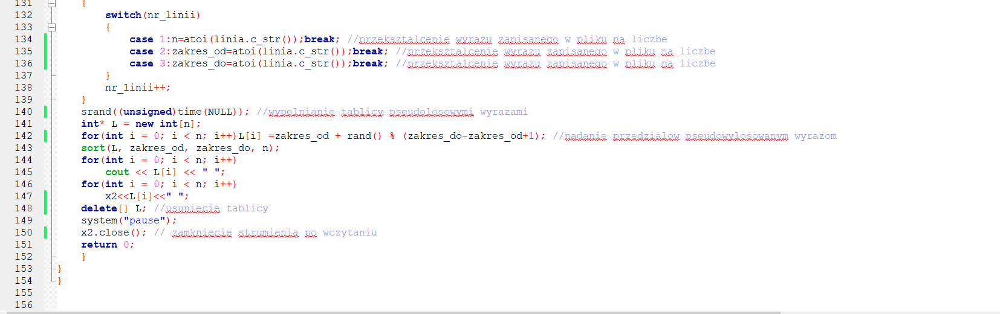 131 {
132 switch(nr_linii)
133 {
134 case 1:n=atoi(linia.c_str());break; //przeksztalcenie wyrazu zapisanego w pliku na liczbe
135 case 2:zakres_od=atoi(linia.c_str());break; //przeksztalcenie wyrazu zapisanego w pliku na liczbe
136 case 3:zakres_do=atoi(linia.c_str());break; //przeksztalcenie wyrazu zapisanego w pliku na liczbe
137 }
138 nr_linii++;
139 }
140 srand((unsigned)time(NULL)); //wypelnianie tablicy pseudolosowymi wyrazami
141 int* L = new int[n];
142 for(int i = 0; i < n; i++)L[i] =zakres_od + rand() % (zakres_do-zakres_od+1); //nadanie przedzialow pseudowylosowanym wyrazom
143 sort(L, zakres_od, zakres_do, n);
144 for(int i = 0; i < n; i++)
145 cout << L[i] << " ";
146 for(int i = 0; i < n; i++)
147 x2<<L[i]<<" ";
148 delete[] L; //usuniecie tablicy
149 system("pause");
150 x2.close(); // zamkniecie strumienia po wczytaniu
151 return 0;
152 }
153 }
154 }
155
156